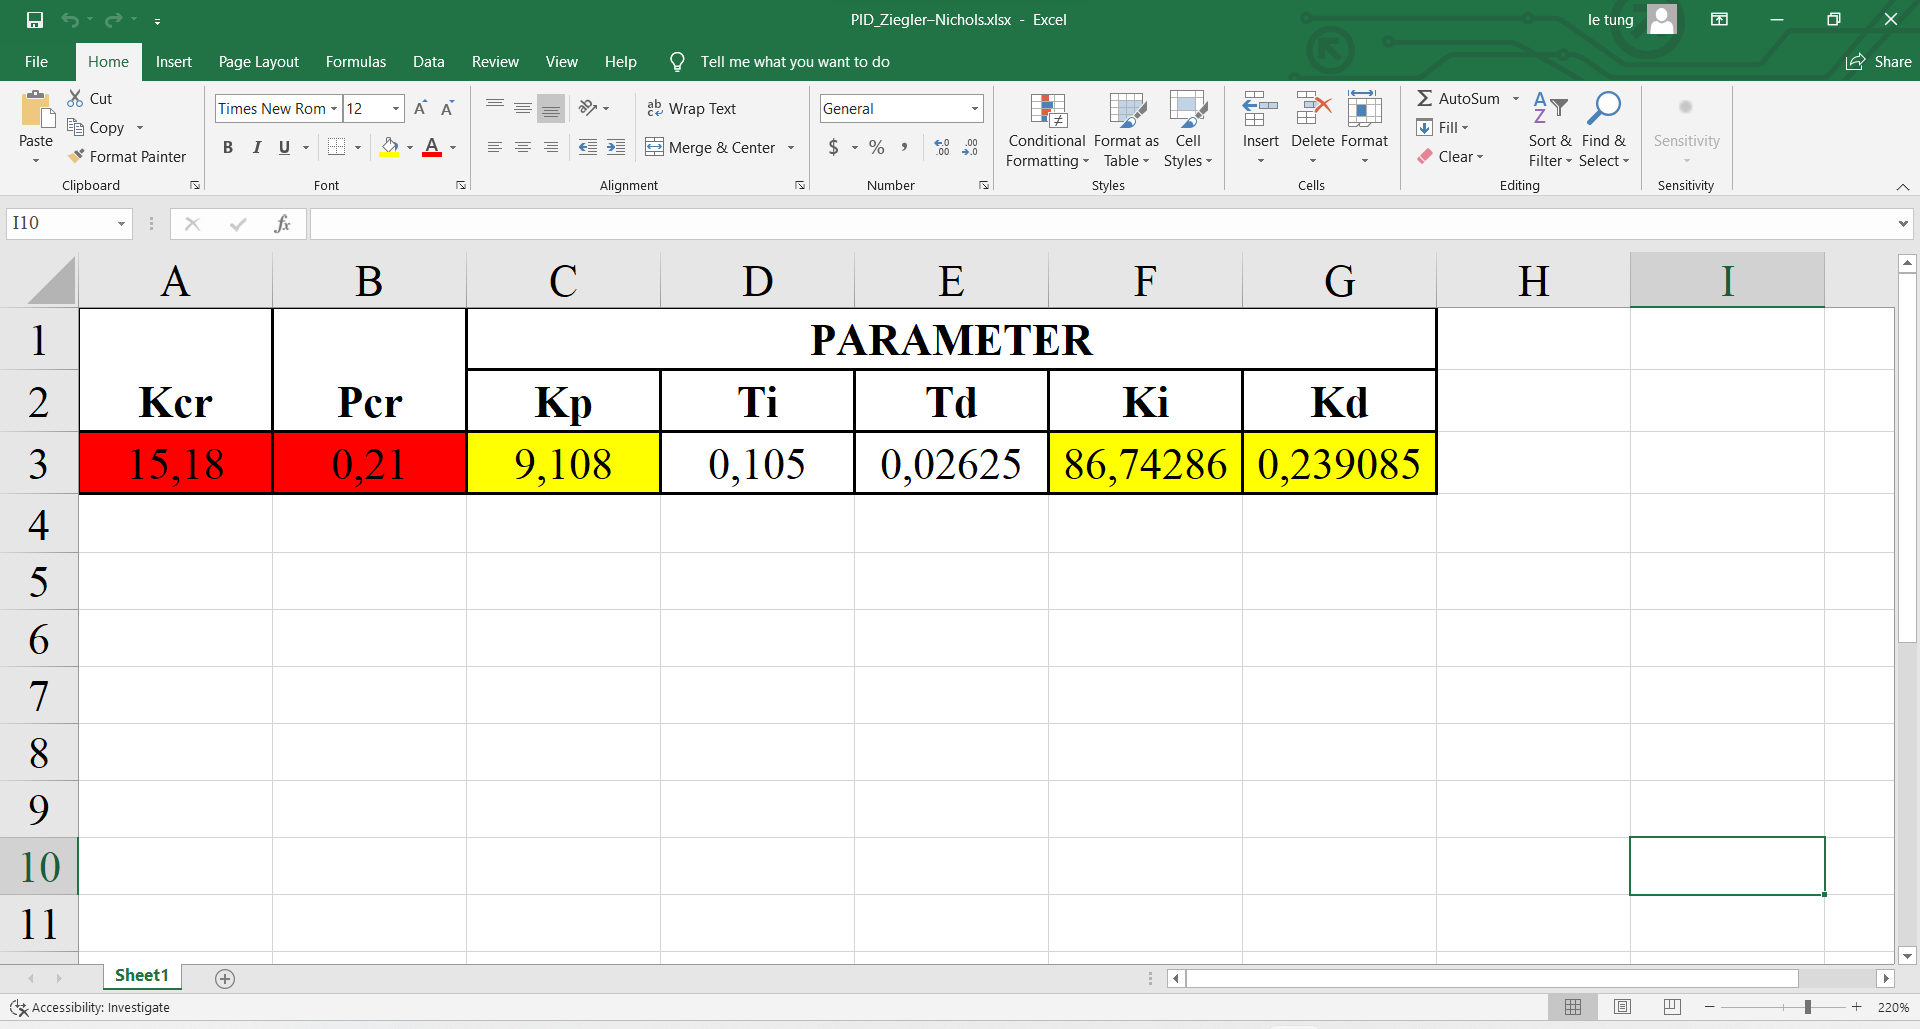 PID_Ziegler–Nichols.xlsx - Excel
le tung
File Home Insert Page Layout Formulas Data Review View Help Tell me what you want to do Share
Paste
Cut
Copy
Format Painter
Clipboard
Times New Rom 12
B I U
Font
Wrap Text
Merge & Center
Alignment
General
$ % ,
Number
Conditional Formatting
Format as Table
Cell Styles
Styles
Insert Delete Format
Cells
AutoSum
Fill
Clear
Sort & Filter
Find & Select
Editing
Sensitivity
Sensitivity
I10 fx
A B C D E F G H I
1 PARAMETER
2 Kcr Pcr Kp Ti Td Ki Kd
3 15,18 0,21 9,108 0,105 0,02625 86,74286 0,239085
4
5
6
7
8
9
10
11
Sheet1
Accessibility: Investigate
220%